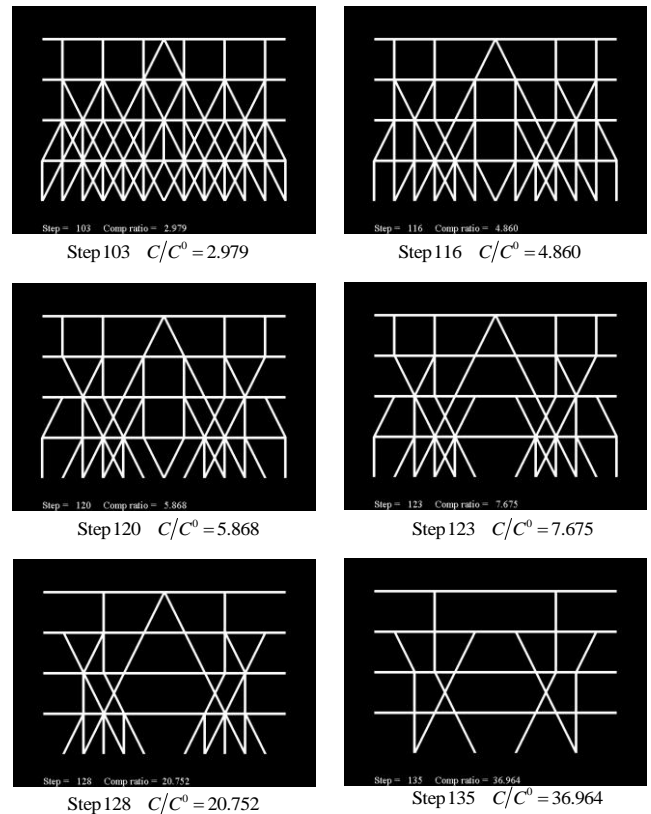 Step = 103 Comp ratio = 2.979
Step 103 C/C⁰ = 2.979
Step = 116 Comp ratio = 4.860
Step 116 C/C⁰ = 4.860
Step = 120 Comp ratio = 5.868
Step 120 C/C⁰ = 5.868
Step = 123 Comp ratio = 7.675
Step 123 C/C⁰ = 7.675
Step = 128 Comp ratio = 20.752
Step 128 C/C⁰ = 20.752
Step = 135 Comp ratio = 36.964
Step 135 C/C⁰ = 36.964